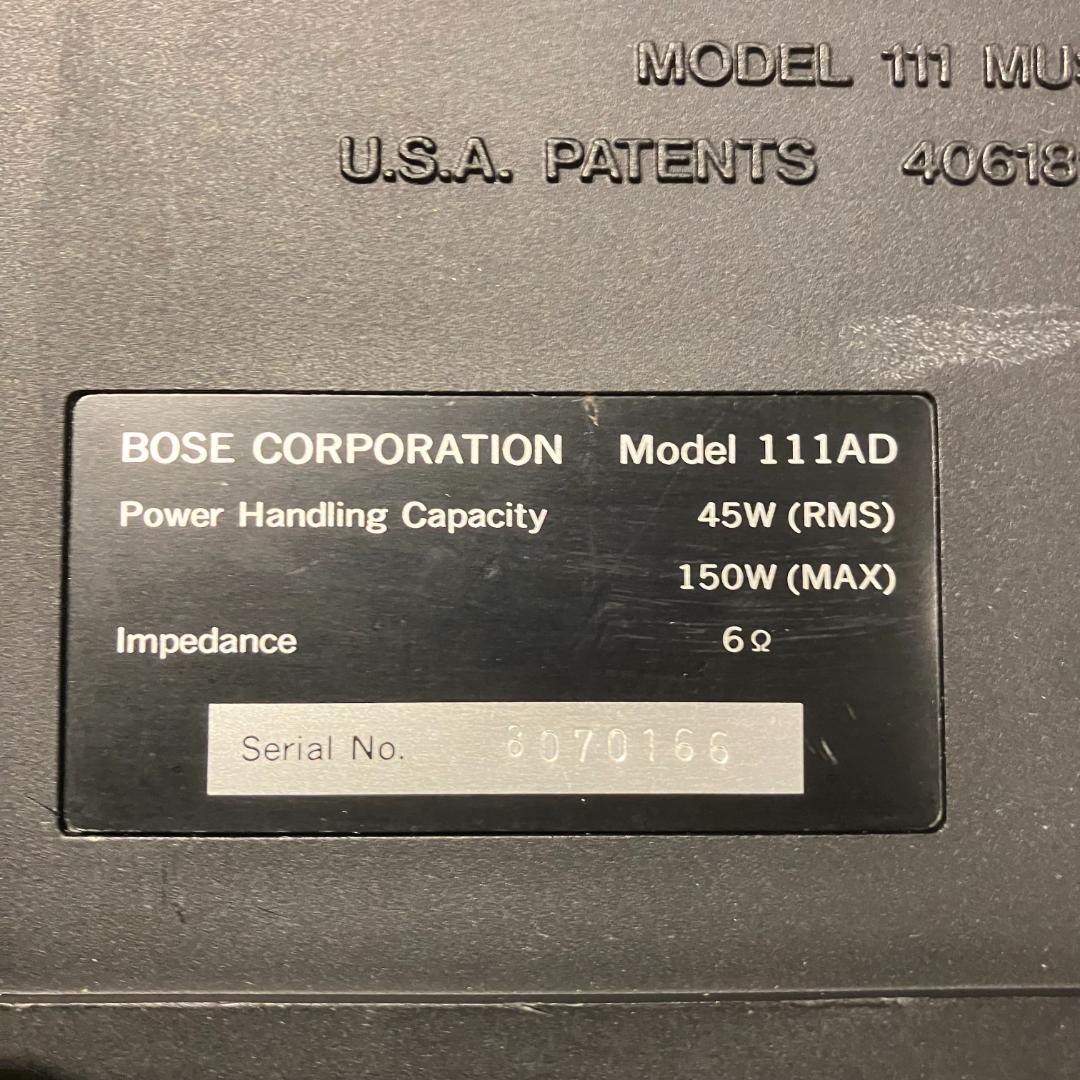 MODEL 111 MUS
U.S.A. PATENTS 40618
BOSE CORPORATION Model 111AD
Power Handling Capacity 45W (RMS)
150W (MAX)
Impedance 6Ω
Serial No. 8070166